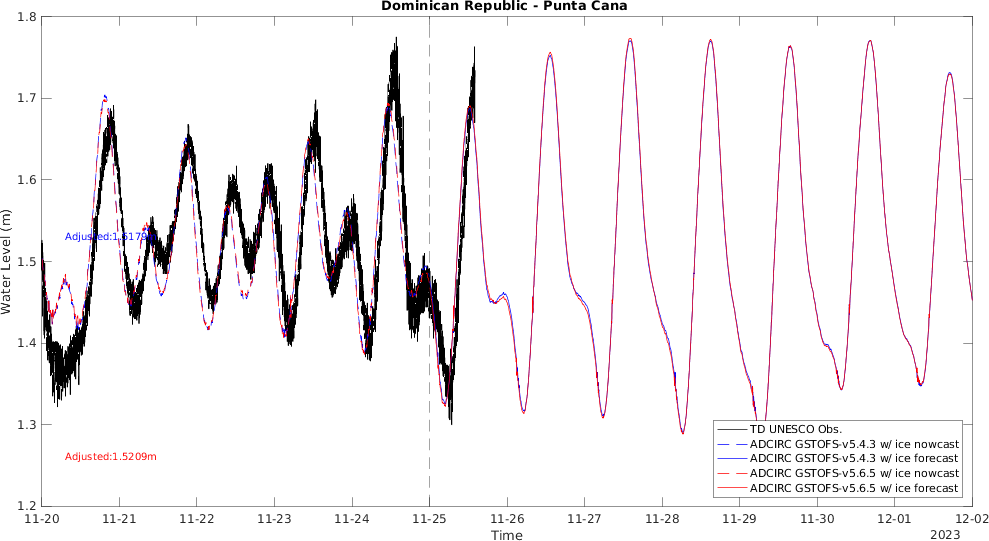 Dominican Republic - Punta Cana
1.8
1.7
1.6
1.5
1.4
1.3
1.2
Water Level (m)
Adjusted:1.5179m
Adjusted:1.5209m
TD UNESCO Obs.
ADCIRC GSTOFS-v5.4.3 w/ ice nowcast
ADCIRC GSTOFS-v5.4.3 w/ ice forecast
ADCIRC GSTOFS-v5.6.5 w/ ice nowcast
ADCIRC GSTOFS-v5.6.5 w/ ice forecast
11-20 11-21 11-22 11-23 11-24 11-25 11-26 11-27 11-28 11-29 11-30 12-01 12-02
Time
2023